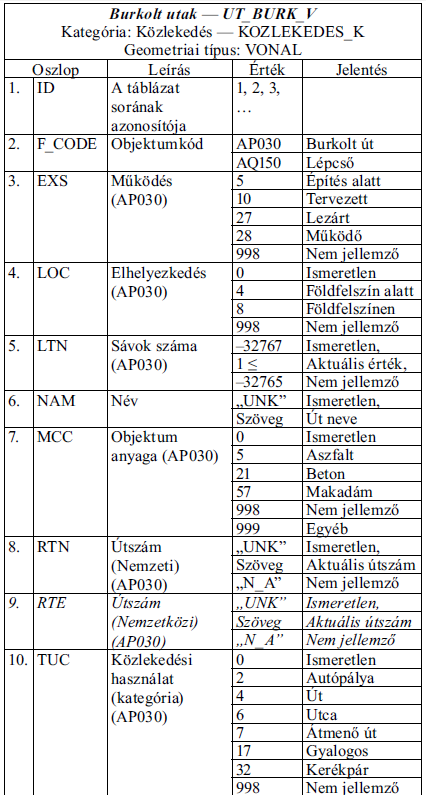 Burkolt utak — UT_BURK_V
Kategória: Közlekedés — KOZLEKEDES_K
Geometriai típus: VONAL
Oszlop Leírás Érték Jelentés
1. ID A táblázat 1, 2, 3,
sorának …
azonosítója
2. F_CODE Objektumkód AP030 Burkolt út
AQ150 Lépcső
3. EXS Működés 5 Építés alatt
(AP030) 10 Tervezett
27 Lezárt
28 Működő
998 Nem jellemző
4. LOC Elhelyezkedés 0 Ismeretlen
(AP030) 4 Földfelszín alatt
8 Földfelszínen
998 Nem jellemző
5. LTN Sávok száma –32767 Ismeretlen,
(AP030) 1 ≤ Aktuális érték,
–32765 Nem jellemző
6. NAM Név „UNK” Ismeretlen,
Szöveg Út neve
7. MCC Objektum 0 Ismeretlen
anyaga (AP030) 5 Aszfalt
21 Beton
57 Makadám
998 Nem jellemző
999 Egyéb
8. RTN Útszám „UNK” Ismeretlen,
(Nemzeti) Szöveg Aktuális útszám
(AP030) „N_A” Nem jellemző
9. RTE Útszám „UNK” Ismeretlen,
(Nemzetközi) Szöveg Aktuális útszám
(AP030) „N_A” Nem jellemző
10. TUC Közlekedési 0 Ismeretlen
használat 2 Autópálya
(kategória) 4 Út
(AP030) 6 Utca
7 Átmenő út
17 Gyalogos
32 Kerékpár
998 Nem jellemző